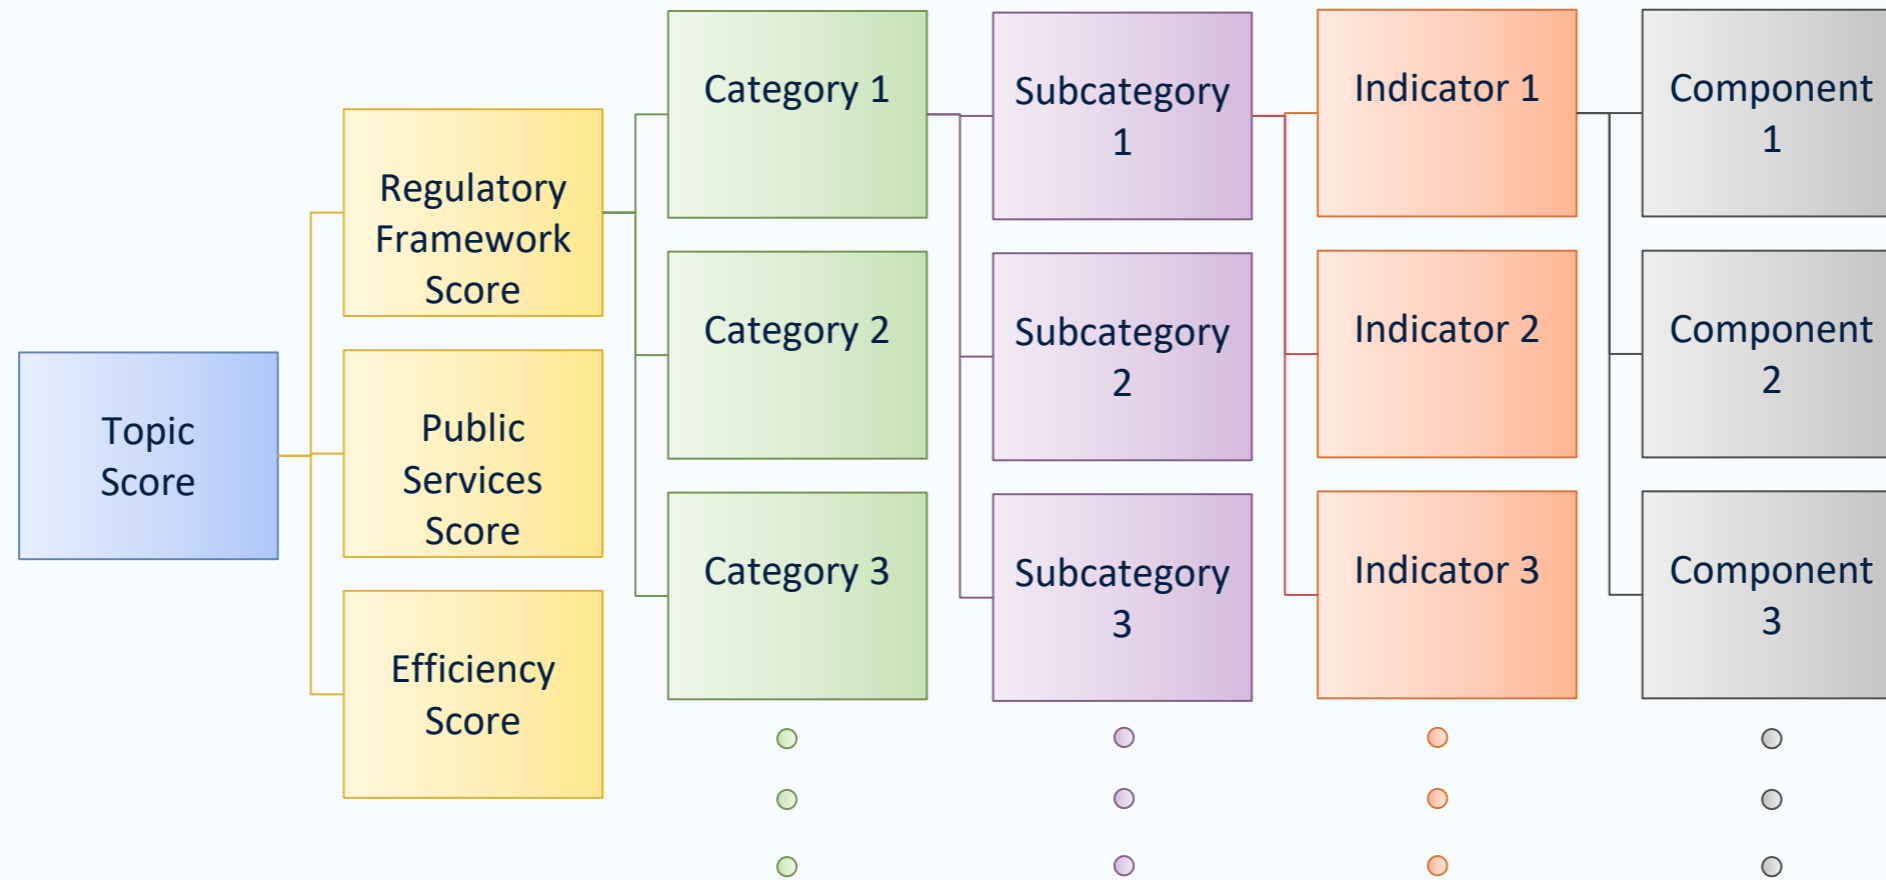 Topic
Score
Regulatory
Framework
Score
Public
Services
Score
Efficiency
Score
Category 1
Category 2
Category 3
Subcategory
1
Subcategory
2
Subcategory
3
Indicator 1
Indicator 2
Indicator 3
Component
1
Component
2
Component
3